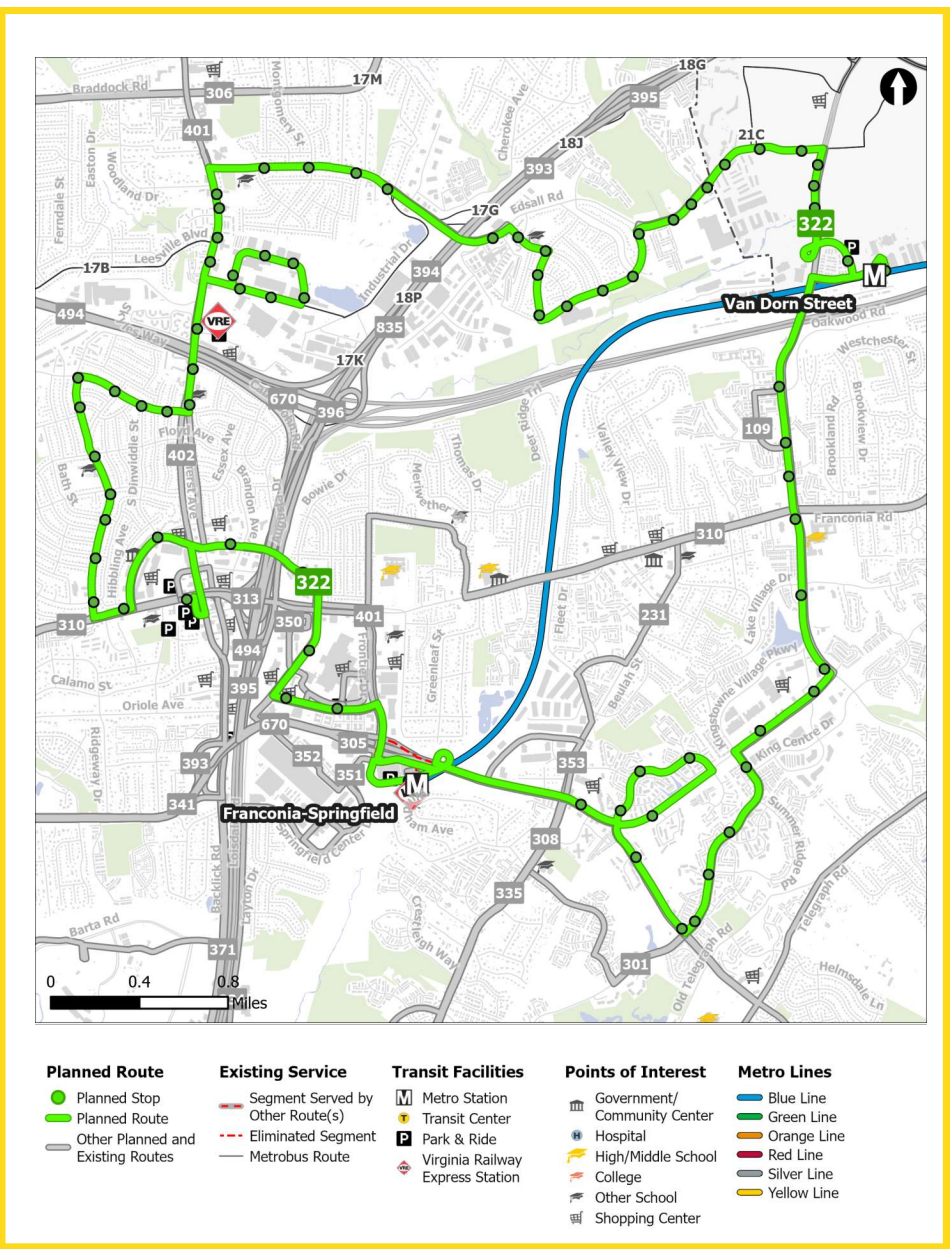 18G
17M
Braddock Rd
306
Montgomery St
Cherokee Ave
395
401
Easton Dr
Woodland Dr
18J
21C
393
Ferndale St
17G
Edsall Rd
322
P
Leesville Blvd
Industrial Dr
17B
394
M
18P
Van Dorn Street
494
VRE
835
Oakwood Rd
17K
Westchester St
670
396
Deer Ridge Trl
Brookland Rd
Brookview Dr
109
Floyd Ave
402
Essex Ave
S Dinwiddie St
Bath St
Brandon Ave
Bowie Dr
Thomas Dr
Meriwether
Valley View Dr
310
Franconia Rd
Hibbling Ave
322
P
313
310
350
401
P
P
P
Fleet Dr
231
Lake Village Dr
494
Greenleaf St
Calamo St
395
Beulah St
Kingstowne Village Pkwy
Oriole Ave
670
305
King Centre Dr
Ridgeway Dr
393
352
351
P
M
353
341
Franconia-Springfield
Springfield Center
308
Summer Ridge Rd
Backlick Rd
Loisdale
Layton Dr
335
Telegraph Rd
Barta Rd
371
Castleigh Way
301
Old Telegraph Rd
Helmsdale Ln
0 0.4 0.8
Miles
Planned Route
Planned Stop
Planned Route
Other Planned and
Existing Routes
Existing Service
Segment Served by
Other Route(s)
Eliminated Segment
Metrobus Route
Transit Facilities
M Metro Station
T Transit Center
P Park & Ride
VRE Virginia Railway
Express Station
Points of Interest
Government/
Community Center
H Hospital
High/Middle School
College
Other School
Shopping Center
Metro Lines
Blue Line
Green Line
Orange Line
Red Line
Silver Line
Yellow Line